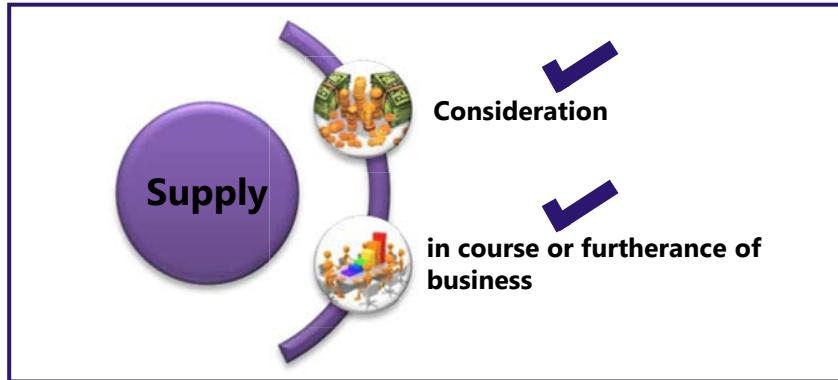 Supply
Consideration
in course or furtherance of
business